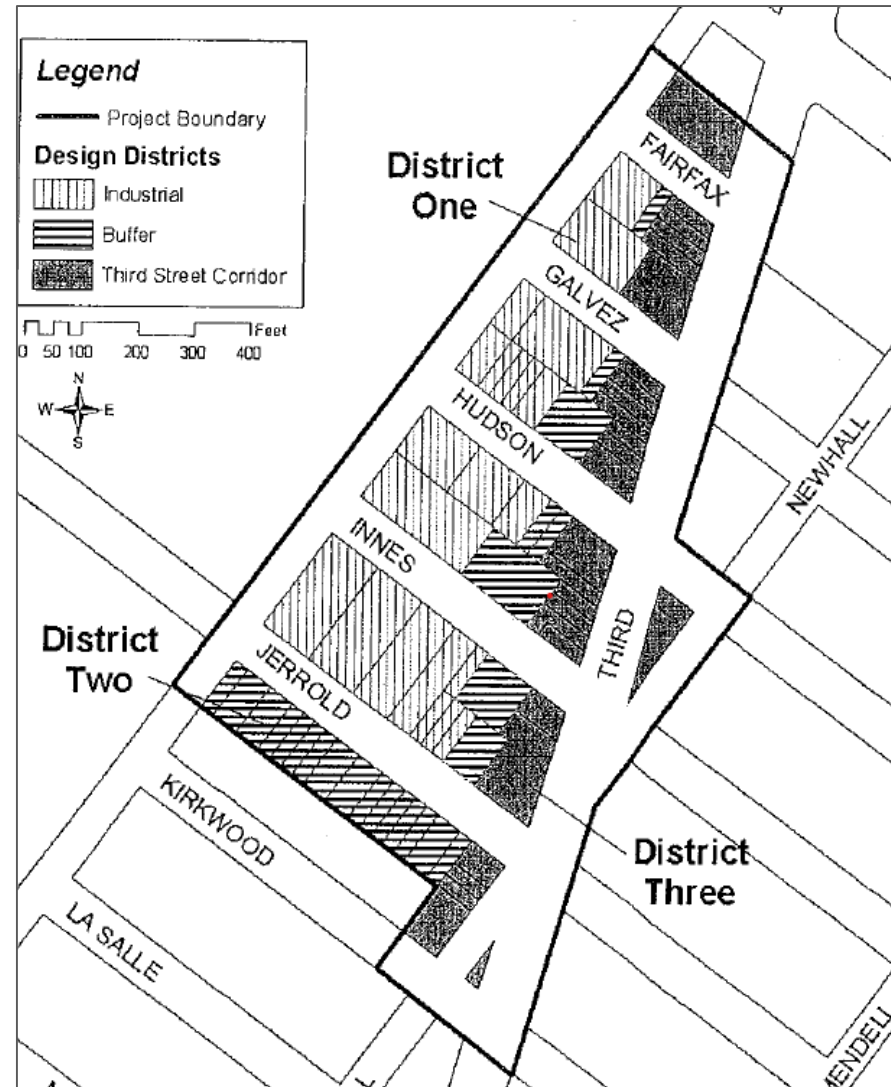 Legend
Project Boundary
Design Districts
Industrial
Buffer
Third Street Corridor
Feet
0 50 100 200 300 400
N
W E
S
District
One
FAIRFAX
GALVEZ
HUDSON
NEWHALL
INNES
THIRD
District
Two
JERROLD
KIRKWOOD
District
Three
LA SALLE
MENDELL